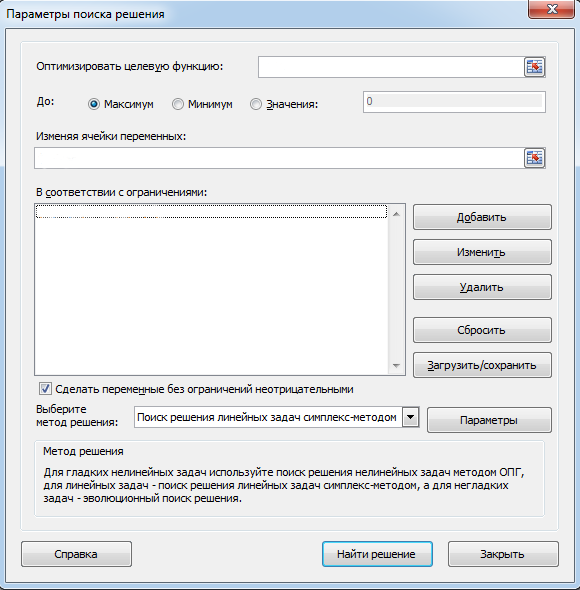 Параметры поиска решения
Оптимизировать целевую функцию:
До: Максимум Минимум Значения: 0
Изменяя ячейки переменных:
В соответствии с ограничениями:
Добавить
Изменить
Удалить
Сбросить
Загрузить/сохранить
Сделать переменные без ограничений неотрицательными
Выберите
метод решения: Поиск решения линейных задач симплекс-методом Параметры
Метод решения
Для гладких нелинейных задач используйте поиск решения нелинейных задач методом ОПГ,
для линейных задач - поиск решения линейных задач симплекс-методом, а для негладких
задач - эволюционный поиск решения.
Справка Найти решение Закрыть